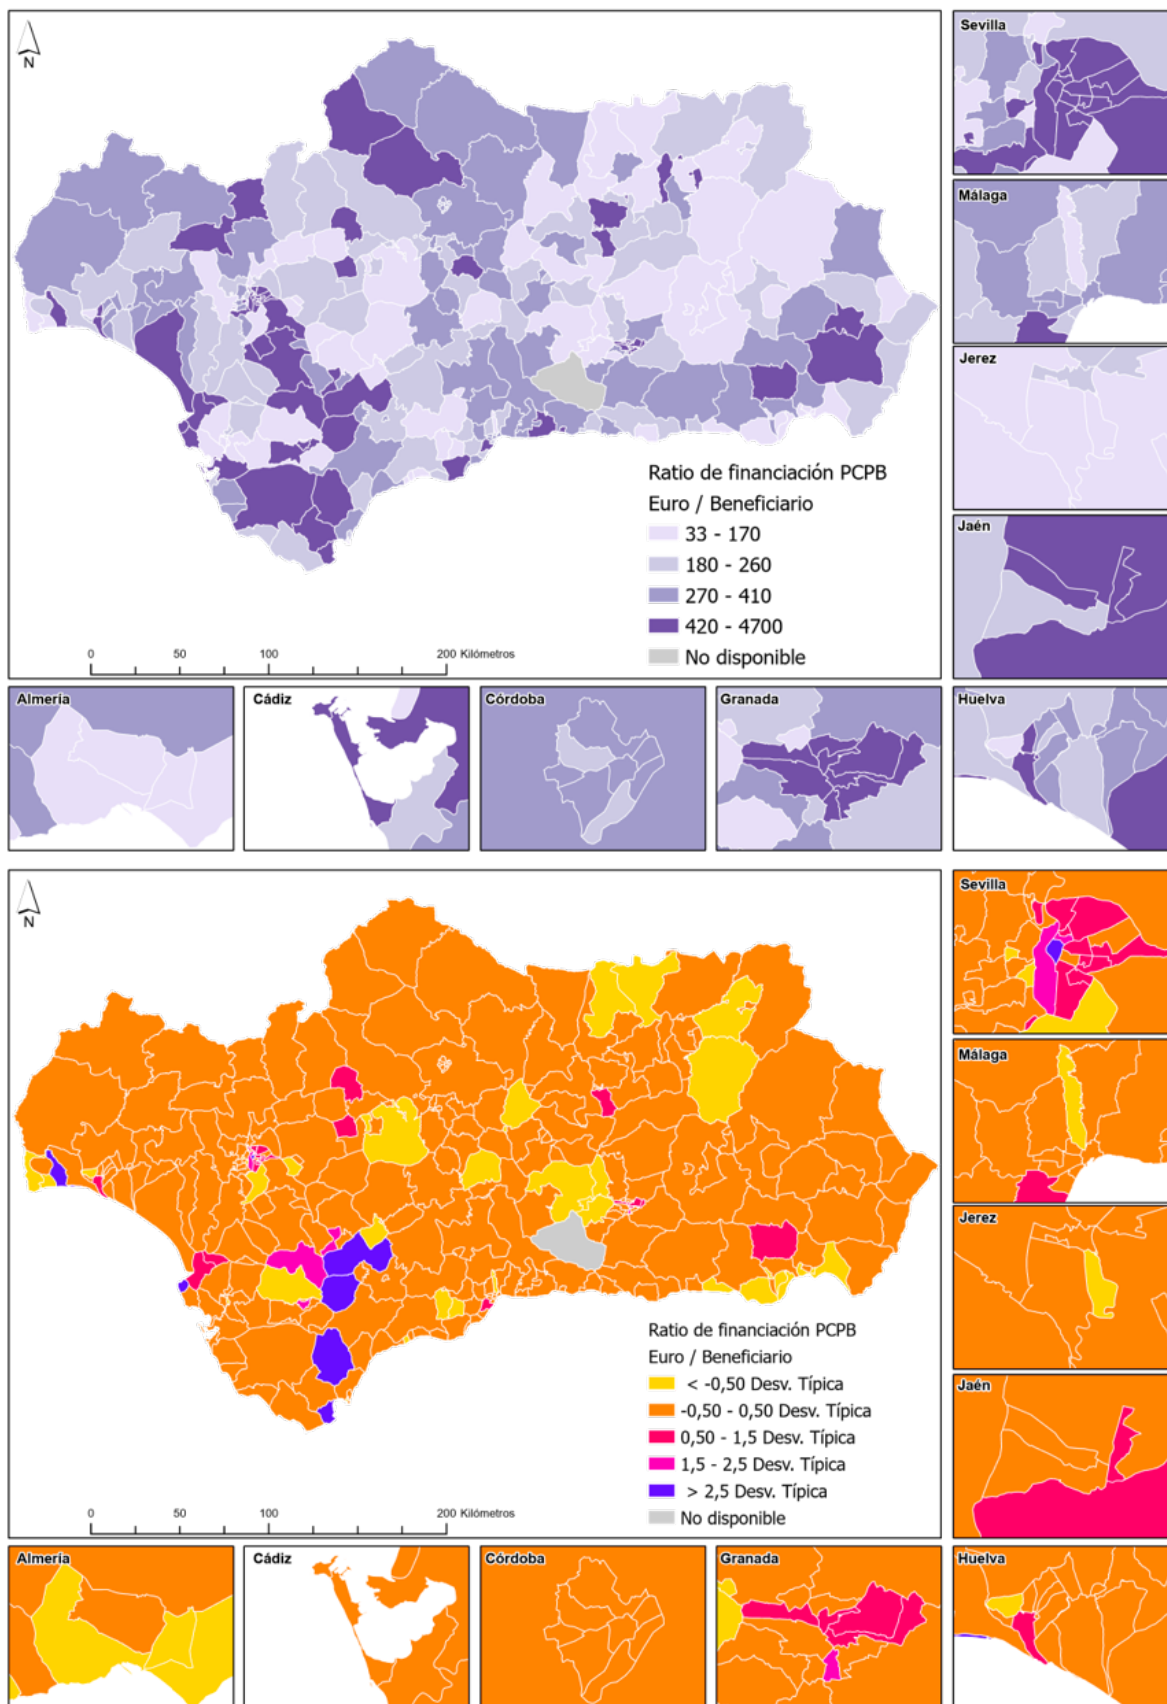 N
Sevilla
Málaga
Jerez
Jaén
Ratio de financiación PCPB
Euro / Beneficiario
33 - 170
180 - 260
270 - 410
420 - 4700
No disponible
0 50 100 200 Kilómetros
Almería
Cádiz
Córdoba
Granada
Huelva
N
Sevilla
Málaga
Jerez
Jaén
Ratio de financiación PCPB
Euro / Beneficiario
< -0,50 Desv. Típica
-0,50 - 0,50 Desv. Típica
0,50 - 1,5 Desv. Típica
1,5 - 2,5 Desv. Típica
> 2,5 Desv. Típica
No disponible
0 50 100 200 Kilómetros
Almería
Cádiz
Córdoba
Granada
Huelva